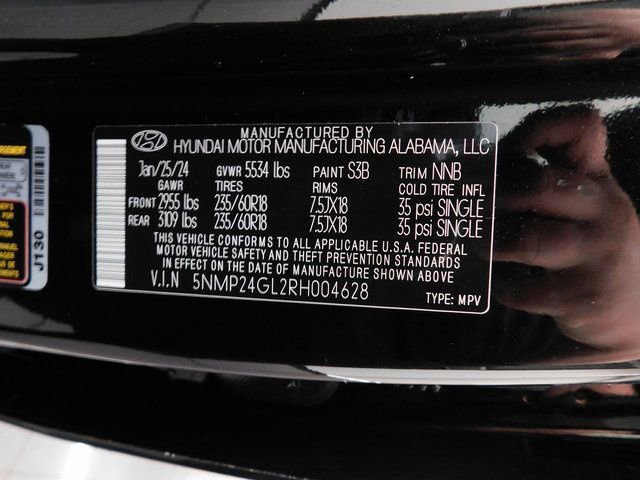 MANUFACTURED BY
HYUNDAI MOTOR MANUFACTURING ALABAMA, LLC
Jan/25/24 GVWR 5534 lbs PAINT S3B TRIM NNB
GAWR TIRES RIMS COLD TIRE INFL
FRONT 2955 lbs 235/60R18 7.5JX18 35 psi SINGLE
REAR 3109 lbs 235/60R18 7.5JX18 35 psi SINGLE
THIS VEHICLE CONFORMS TO ALL APPLICABLE U.S.A. FEDERAL
MOTOR VEHICLE SAFETY AND THEFT PREVENTION STANDARDS
IN EFFECT ON THE DATE OF MANUFACTURE SHOWN ABOVE
V.I.N 5NMP24GL2RH004628
TYPE: MPV
J130